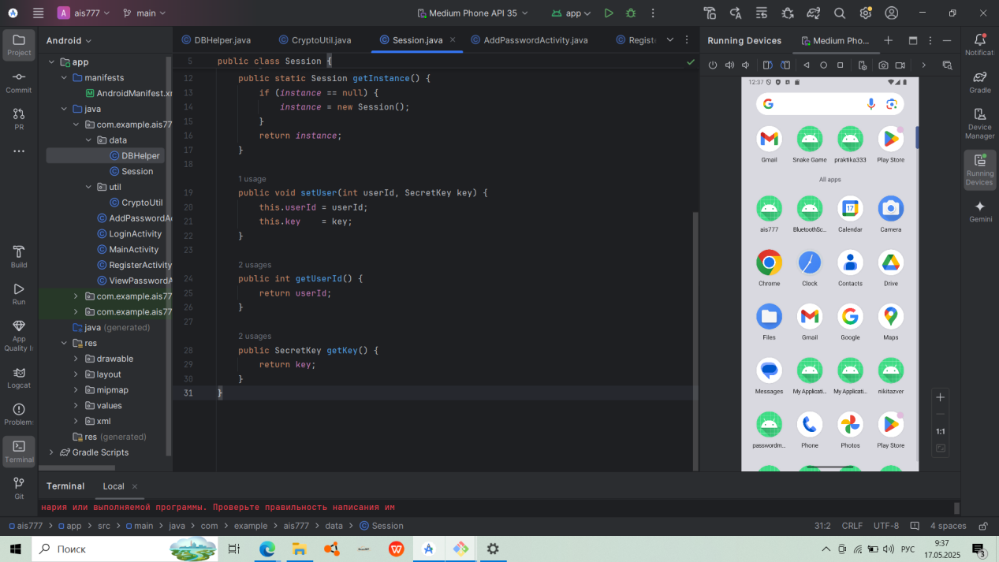 ais777
main
Medium Phone API 35
app
Project
Commit
PR
Build
Run
App
Quality I
Logcat
Problem
Terminal
Git
Android
app
manifests
AndroidManifest.xm
java
com.example.ais77
data
DBHelper
Session
util
CryptoUtil
AddPasswordA
LoginActivity
MainActivity
RegisterActivity
ViewPasswordA
com.example.ais77
com.example.ais77
java (generated)
res
drawable
layout
mipmap
values
xml
res (generated)
Gradle Scripts
DBHelper.java
CryptoUtil.java
Session.java
AddPasswordActivity.java
Regist
5 public class Session {
12 public static Session getInstance() {
13 if (instance == null) {
14 instance = new Session();
15 }
16 return instance;
17 }
18
1 usage
19 public void setUser(int userId, SecretKey key) {
20 this.userId = userId;
21 this.key = key;
22 }
23
2 usages
24 public int getUserId() {
25 return userId;
26 }
27
2 usages
28 public SecretKey getKey() {
29 return key;
30 }
31 }
Running Devices
Medium Pho...
12:37
Gmail
Snake Game
praktika333
Play Store
All apps
ais777
BluetoothSc...
Calendar
Camera
Chrome
Clock
Contacts
Drive
Files
Gmail
Google
Maps
Messages
My Applicati...
My Applicati...
nikitazver
passwordm...
Phone
Photos
Play Store
1:1
Notificat
Gradle
Device
Manager
Running
Devices
Gemini
Terminal
Local
нария или выполняемой программы. Проверьте правильность написания им
ais777 > app > src > main > java > com > example > ais777 > data > Session
31:2
CRLF
UTF-8
4 spaces
Поиск
РУС
9:37
17.05.2025
3